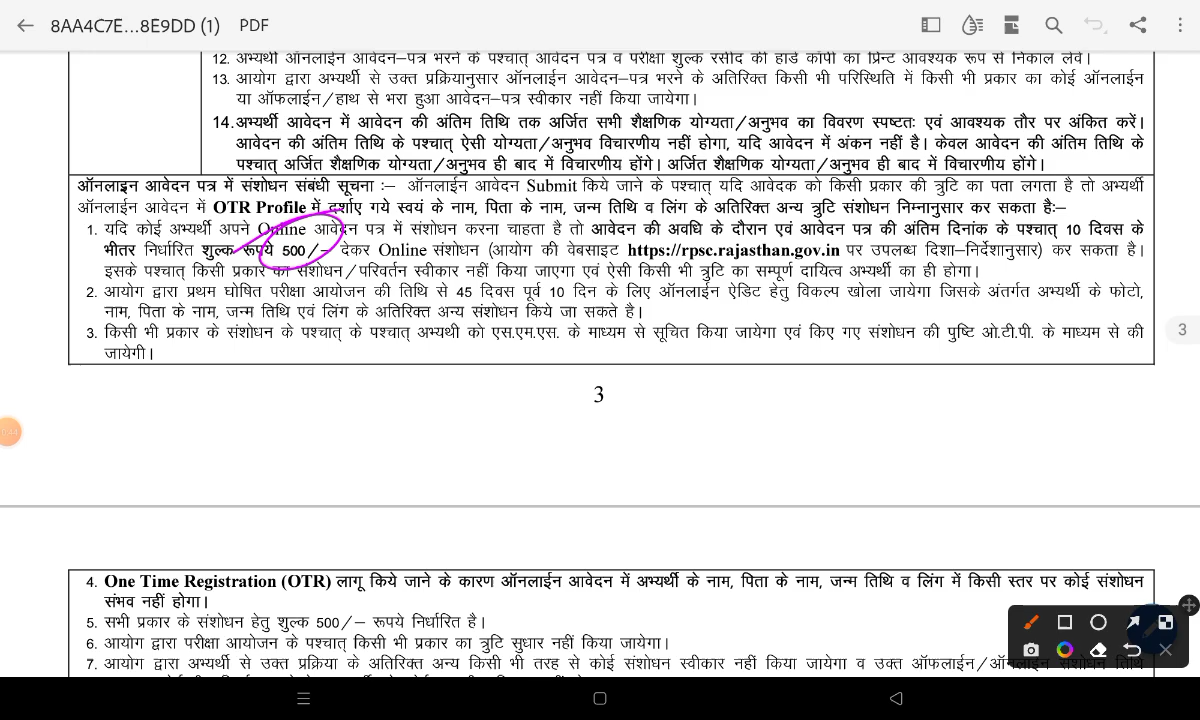 8AA4C7E...8E9DD (1) PDF
12. अभ्यर्थी ऑनलाइन आवेदन–पत्र भरने के पश्चात् आवेदन पत्र व परीक्षा शुल्क रसीद की हार्ड कॉपी का प्रिन्ट आवश्यक रूप से निकाल लेवें।
13. आयोग द्वारा अभ्यर्थी से उक्त प्रक्रियानुसार ऑनलाईन आवेदन–पत्र भरने के अतिरिक्त किसी भी परिस्थिति में किसी भी प्रकार का कोई ऑनलाईन
या ऑफलाईन/हाथ से भरा हुआ आवेदन–पत्र स्वीकार नहीं किया जायेगा।
14. अभ्यर्थी आवेदन में आवेदन की अंतिम तिथि तक अर्जित सभी शैक्षणिक योग्यता/अनुभव का विवरण स्पष्टतः एवं आवश्यक तौर पर अंकित करें।
आवेदन की अंतिम तिथि के पश्चात् ऐसी योग्यता/अनुभव विचारणीय नहीं होगा, यदि आवेदन में अंकन नहीं है। केवल आवेदन की अंतिम तिथि के
पश्चात् अर्जित शैक्षणिक योग्यता/अनुभव ही बाद में विचारणीय होंगे। अर्जित शैक्षणिक योग्यता/अनुभव ही बाद में विचारणीय होंगे।
ऑनलाइन आवेदन पत्र में संशोधन संबंधी सूचना :– ऑनलाईन आवेदन Submit किये जाने के पश्चात् यदि आवेदक को किसी प्रकार की त्रुटि का पता लगता है तो अभ्यर्थी
ऑनलाईन आवेदन में OTR Profile में दर्शाए गये स्वयं के नाम, पिता के नाम, जन्म तिथि व लिंग के अतिरिक्त अन्य त्रुटि संशोधन निम्नानुसार कर सकता है:–
1. यदि कोई अभ्यर्थी अपने Online आवेदन पत्र में संशोधन करना चाहता है तो आवेदन की अवधि के दौरान एवं आवेदन पत्र की अंतिम दिनांक के पश्चात् 10 दिवस के
भीतर निर्धारित शुल्क रूपये 500/– देकर Online संशोधन (आयोग की वेबसाइट https://rpsc.rajasthan.gov.in पर उपलब्ध दिशा–निर्देशानुसार) कर सकता है।
इसके पश्चात् किसी प्रकार का संशोधन/परिवर्तन स्वीकार नहीं किया जाएगा एवं ऐसी किसी भी त्रुटि का सम्पूर्ण दायित्व अभ्यर्थी का ही होगा।
2. आयोग द्वारा प्रथम घोषित परीक्षा आयोजन की तिथि से 45 दिवस पूर्व 10 दिन के लिए ऑनलाईन ऐडिट हेतु विकल्प खोला जायेगा जिसके अंतर्गत अभ्यर्थी के फोटो,
नाम, पिता के नाम, जन्म तिथि एवं लिंग के अतिरिक्त अन्य संशोधन किये जा सकते है।
3. किसी भी प्रकार के संशोधन के पश्चात् के पश्चात् अभ्यथी को एस.एम.एस. के माध्यम से सूचित किया जायेगा एवं किए गए संशोधन की पुष्टि ओ.टी.पी. के माध्यम से की
जायेगी।
3
3
4. One Time Registration (OTR) लागू किये जाने के कारण ऑनलाईन आवेदन में अभ्यर्थी के नाम, पिता के नाम, जन्म तिथि व लिंग में किसी स्तर पर कोई संशोधन
संभव नहीं होगा।
5. सभी प्रकार के संशोधन हेतु शुल्क 500/– रूपये निर्धारित है।
6. आयोग द्वारा परीक्षा आयोजन के पश्चात् किसी भी प्रकार का त्रुटि सुधार नहीं किया जायेगा।
7. आयोग द्वारा अभ्यर्थी से उक्त प्रक्रिया के अतिरिक्त अन्य किसी भी तरह से कोई संशोधन स्वीकार नहीं किया जायेगा व उक्त ऑफलाईन/ऑनलाईन संशोधन तिथि